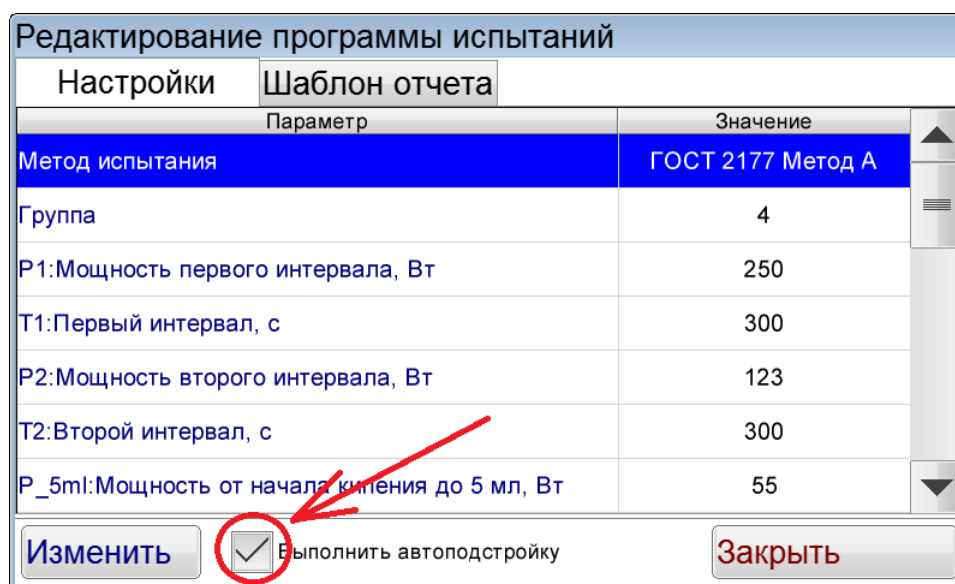 Редактирование программы испытаний
Настройки Шаблон отчета
Параметр Значение
Метод испытания ГОСТ 2177 Метод А
Группа 4
P1:Мощность первого интервала, Вт 250
T1:Первый интервал, с 300
P2:Мощность второго интервала, Вт 123
T2:Второй интервал, с 300
P_5ml:Мощность от начала кипения до 5 мл, Вт 55
Изменить Выполнить автоподстройку Закрыть